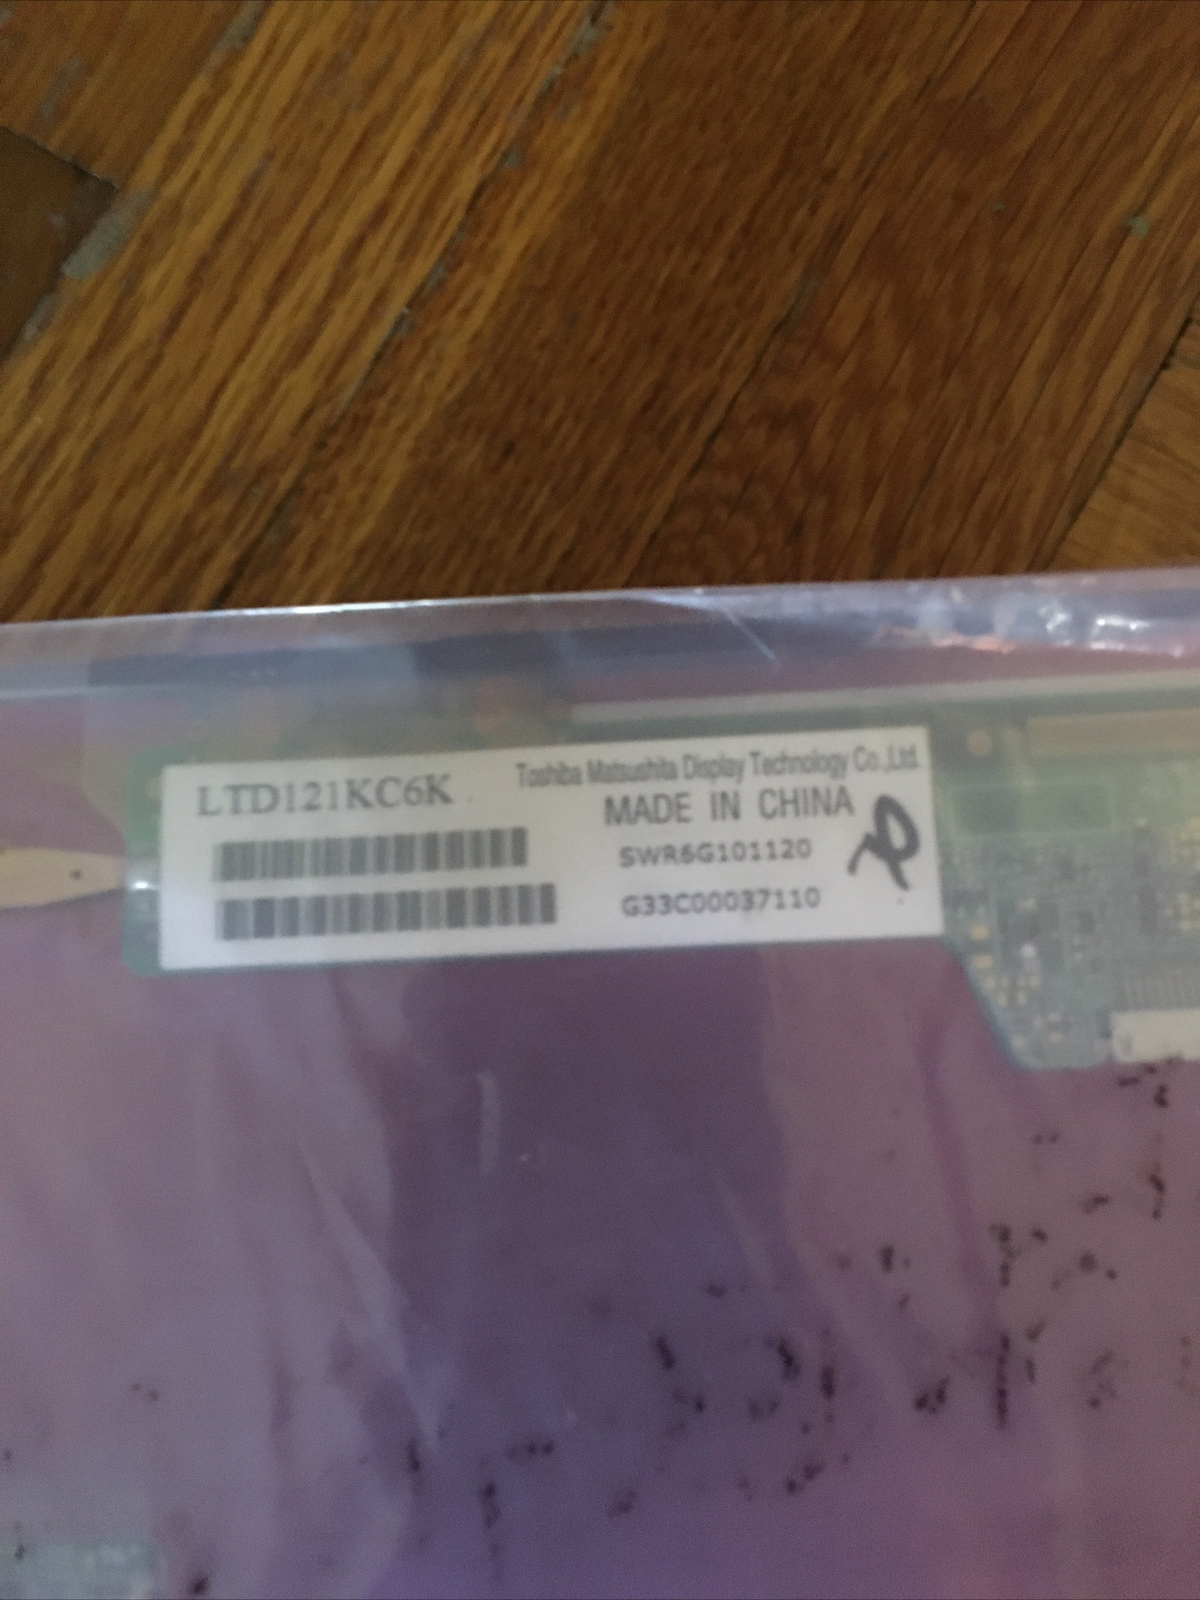 LTD121KC6K
Toshiba Matsushita Display Technology Co.,Ltd.
MADE IN CHINA
SWR6G101120
G33C00037110